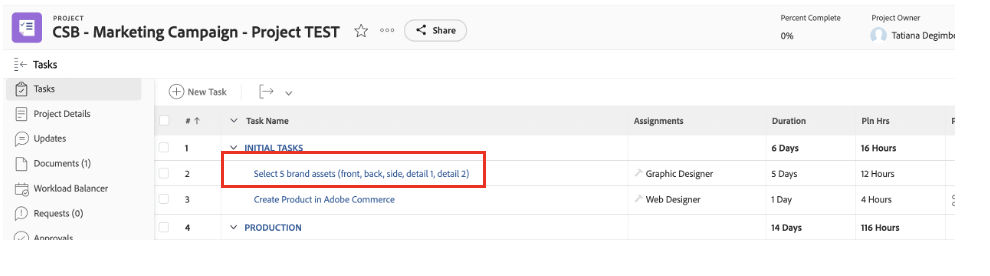 PROJECT
CSB - Marketing Campaign - Project TEST
Share
Percent Complete
0%
Project Owner
Tatiana Degimbe
Tasks
Tasks
Project Details
Updates
Documents (1)
Workload Balancer
Requests (0)
Approvals
New Task
# Task Name Assignments Duration Pln Hrs P
1 INITIAL TASKS 6 Days 16 Hours
2 Select 5 brand assets (front, back, side, detail 1, detail 2) Graphic Designer 5 Days 12 Hours
3 Create Product in Adobe Commerce Web Designer 1 Day 4 Hours
4 PRODUCTION 14 Days 116 Hours